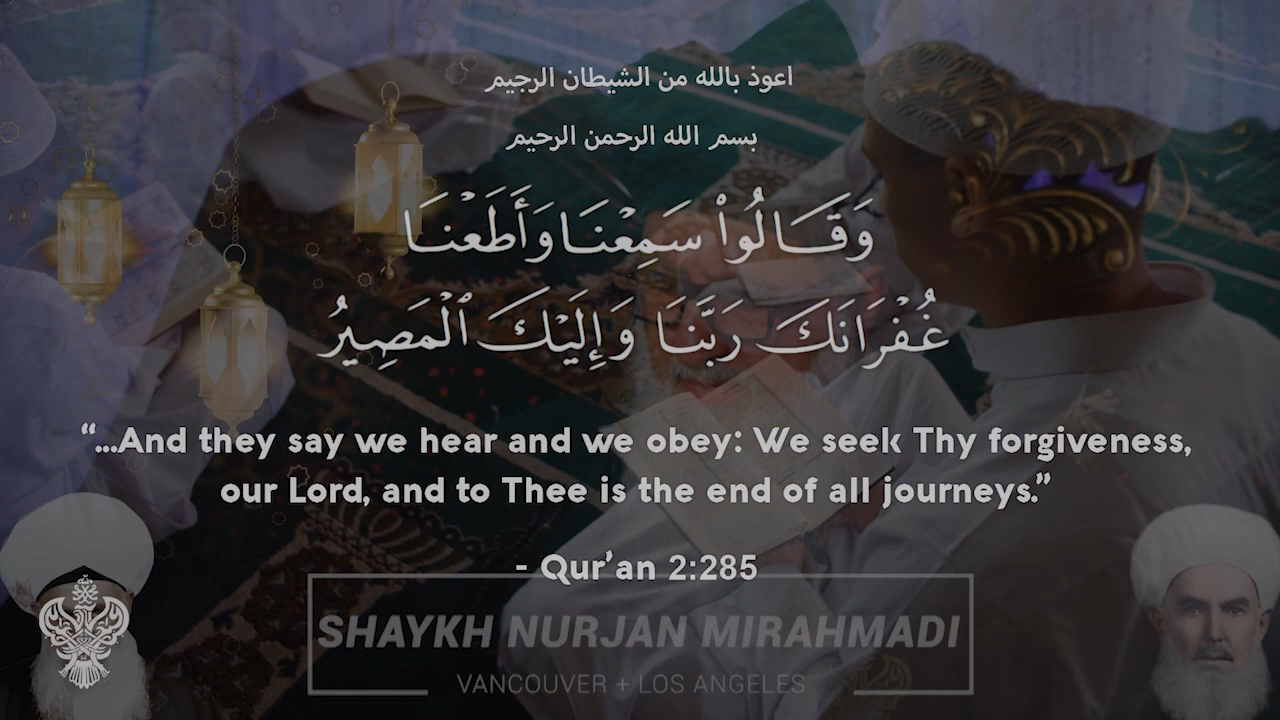 اعوذ بالله من الشيطان الرجيم
بسم الله الرحمن الرحيم
وَقَالُوا۟ سَمِعْنَا وَأَطَعْنَا
غُفْرَانَكَ رَبَّنَا وَإِلَيْكَ ٱلْمَصِيرُ
“...And they say we hear and we obey: We seek Thy forgiveness,
our Lord, and to Thee is the end of all journeys.”
- Qur’an 2:285
SHAYKH NURJAN MIRAHMADI
VANCOUVER + LOS ANGELES